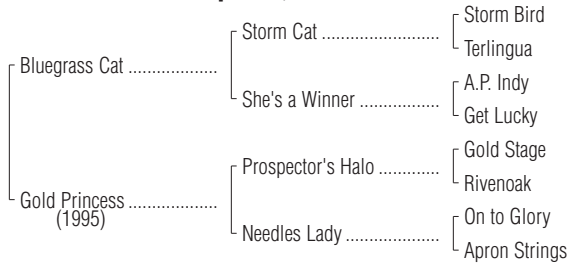 Storm Bird
Storm Cat ........................
Terlingua
Bluegrass Cat ..................
A.P. Indy
She's a Winner ................
Get Lucky
Gold Stage
Prospector's Halo ............
Rivenoak
Gold Princess ..................
(1995)
On to Glory
Needles Lady ...................
Apron Strings